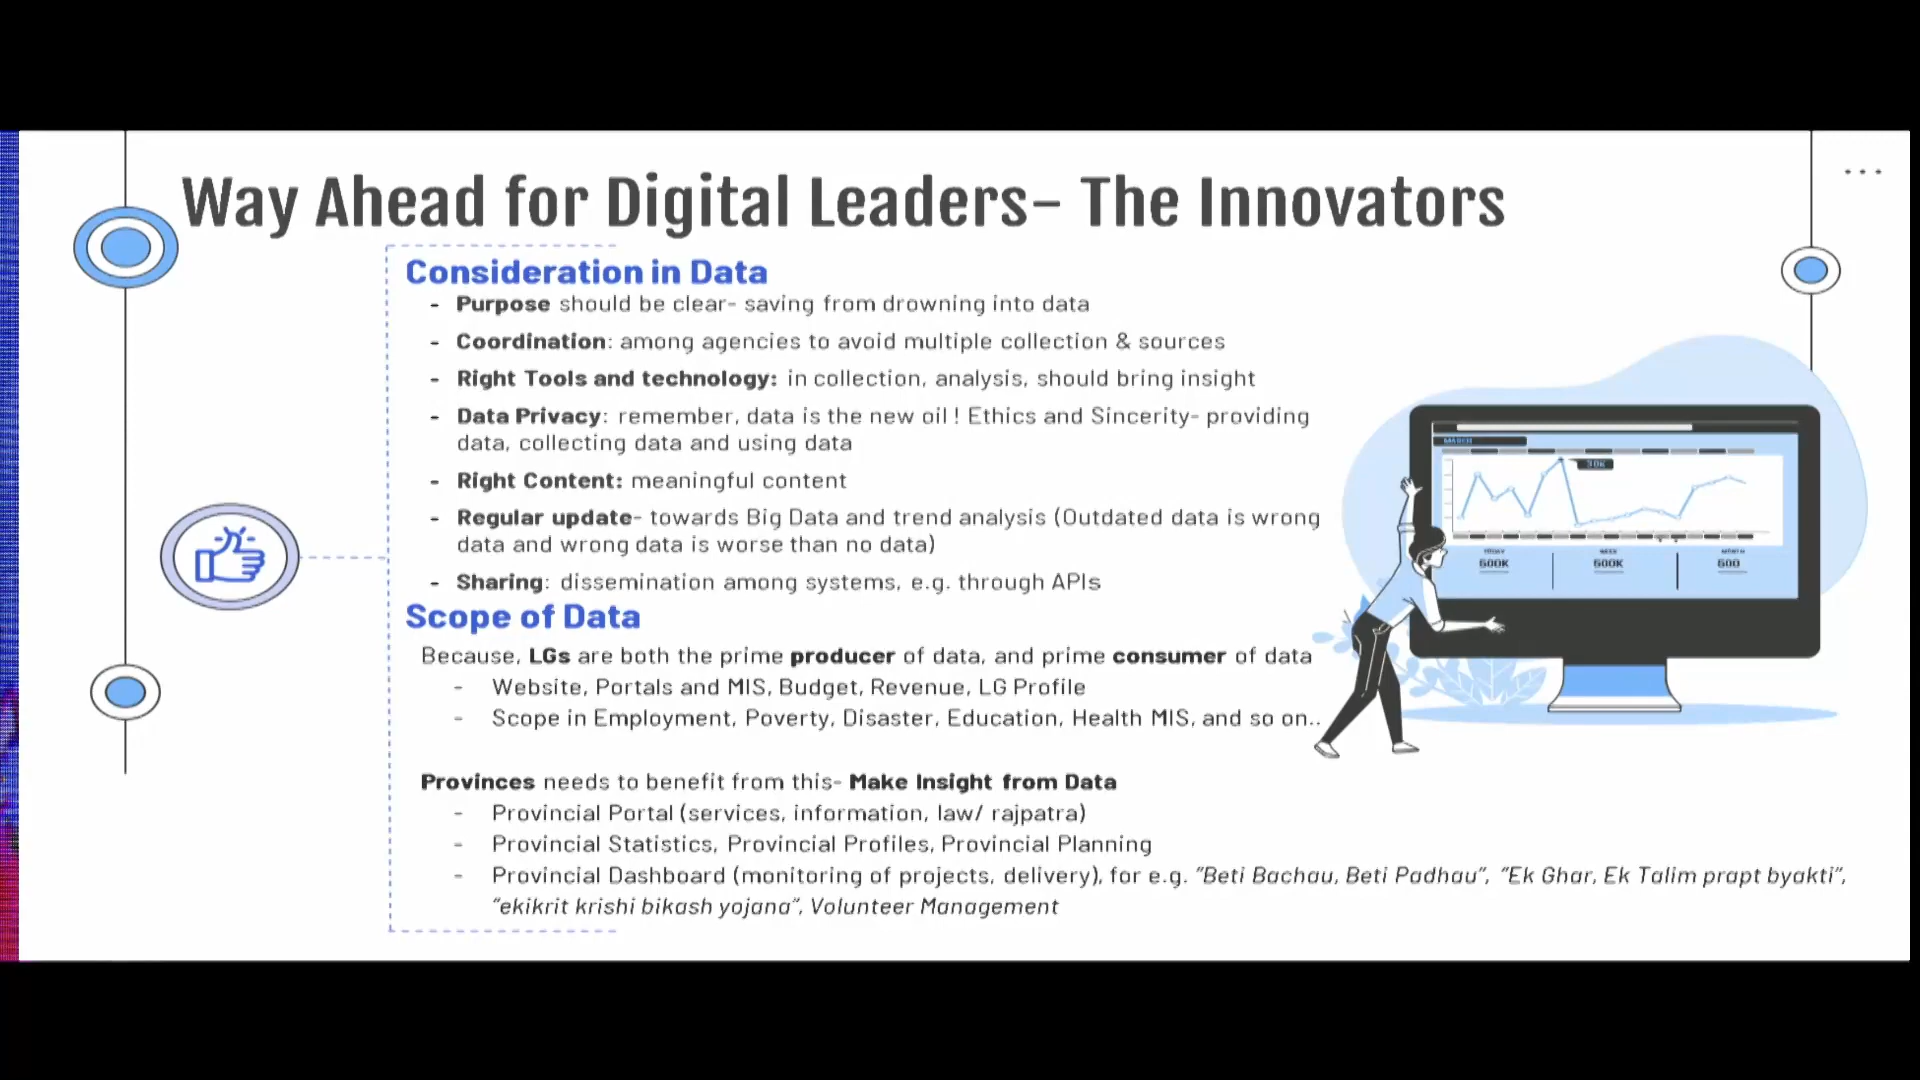 Way Ahead for Digital Leaders- The Innovators
Consideration in Data
- Purpose should be clear- saving from drowning into data
- Coordination: among agencies to avoid multiple collection & sources
- Right Tools and technology: in collection, analysis, should bring insight
- Data Privacy: remember, data is the new oil ! Ethics and Sincerity- providing
data, collecting data and using data
- Right Content: meaningful content
- Regular update- towards Big Data and trend analysis (Outdated data is wrong
data and wrong data is worse than no data)
- Sharing: dissemination among systems, e.g. through APIs
Scope of Data
Because, LGs are both the prime producer of data, and prime consumer of data
- Website, Portals and MIS, Budget, Revenue, LG Profile
- Scope in Employment, Poverty, Disaster, Education, Health MIS, and so on..
Provinces needs to benefit from this- Make Insight from Data
- Provincial Portal (services, information, law/ rajpatra)
- Provincial Statistics, Provincial Profiles, Provincial Planning
- Provincial Dashboard (monitoring of projects, delivery), for e.g. "Beti Bachau, Beti Padhau", "Ek Ghar, Ek Talim prapt byakti",
"ekikrit krishi bikash yojana", Volunteer Management
30K
TODAY WEEK MONTH
600K 600K 600